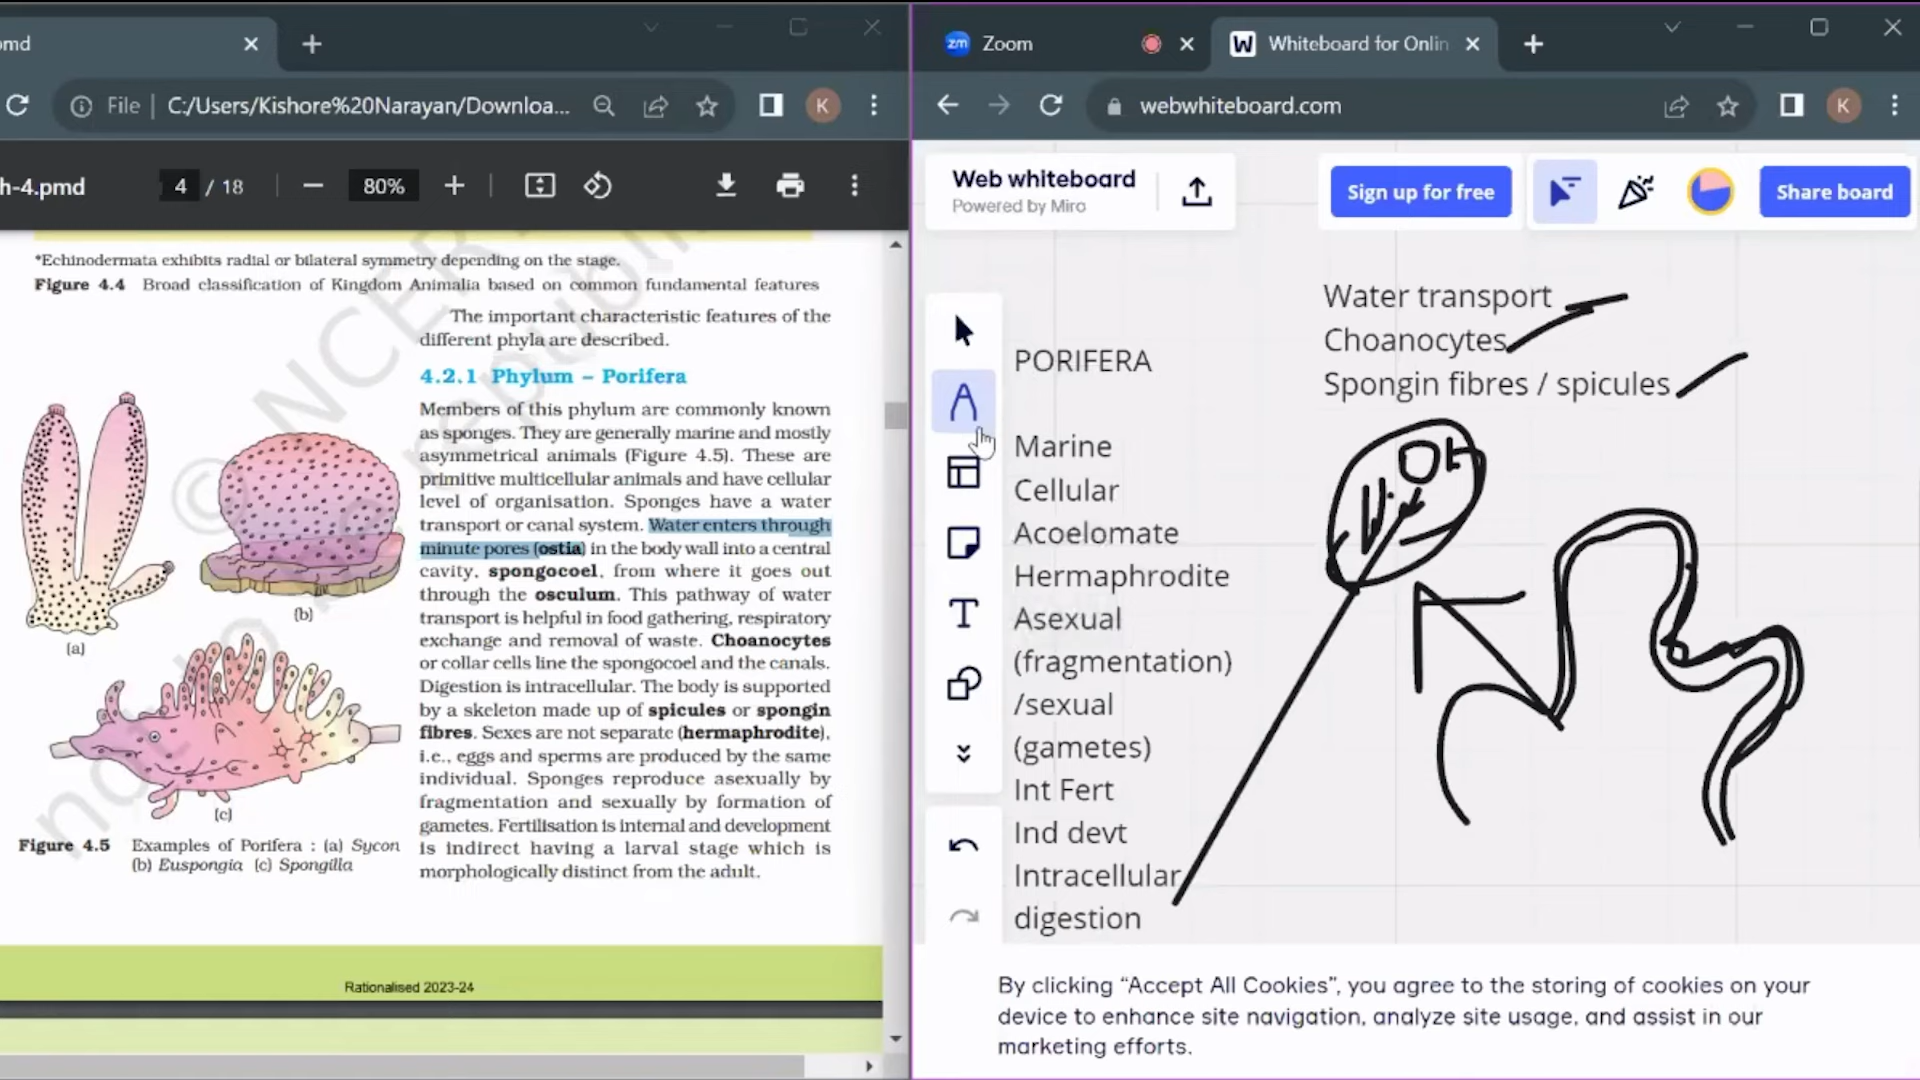 omd
Zoom
Whiteboard for Onlin
File
C:/Users/Kishore%20Narayan/Downloa...
K
webwhiteboard.com
K
h-4.pmd
4 / 18
80%
Web whiteboard
Powered by Miro
Sign up for free
Share board
*Echinodermata exhibits radial or bilateral symmetry depending on the stage.
Figure 4.4 Broad classification of Kingdom Animalia based on common fundamental features
The important characteristic features of the
different phyla are described.
4.2.1 Phylum – Porifera
Members of this phylum are commonly known
as sponges. They are generally marine and mostly
asymmetrical animals (Figure 4.5). These are
primitive multicellular animals and have cellular
level of organisation. Sponges have a water
transport or canal system. Water enters through
minute pores (ostia) in the body wall into a central
cavity, spongocoel, from where it goes out
through the osculum. This pathway of water
transport is helpful in food gathering, respiratory
exchange and removal of waste. Choanocytes
or collar cells line the spongocoel and the canals.
Digestion is intracellular. The body is supported
by a skeleton made up of spicules or spongin
fibres. Sexes are not separate (hermaphrodite),
i.e., eggs and sperms are produced by the same
individual. Sponges reproduce asexually by
fragmentation and sexually by formation of
gametes. Fertilisation is internal and development
is indirect having a larval stage which is
morphologically distinct from the adult.
(a)
(b)
(c)
Figure 4.5 Examples of Porifera : (a) Sycon
(b) Euspongia (c) Spongilla
Rationalised 2023-24
© NCER
Water transport
Choanocytes
Spongin fibres / spicules
PORIFERA
Marine
Cellular
Acoelomate
Hermaphrodite
Asexual
(fragmentation)
/sexual
(gametes)
Int Fert
Ind devt
Intracellular
digestion
By clicking “Accept All Cookies”, you agree to the storing of cookies on your
device to enhance site navigation, analyze site usage, and assist in our
marketing efforts.